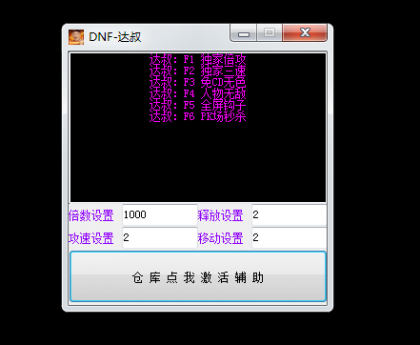 DNF-达叔
达叔: F1 独家倍攻
达叔: F2 独家三速
达叔: F3 免CD无色
达叔: F4 人物无敌
达叔: F5 全屏钩子
达叔: F6 PK场秒杀
倍数设置 1000 释放设置 2
攻速设置 2 移动设置 2
仓库点我激活辅助